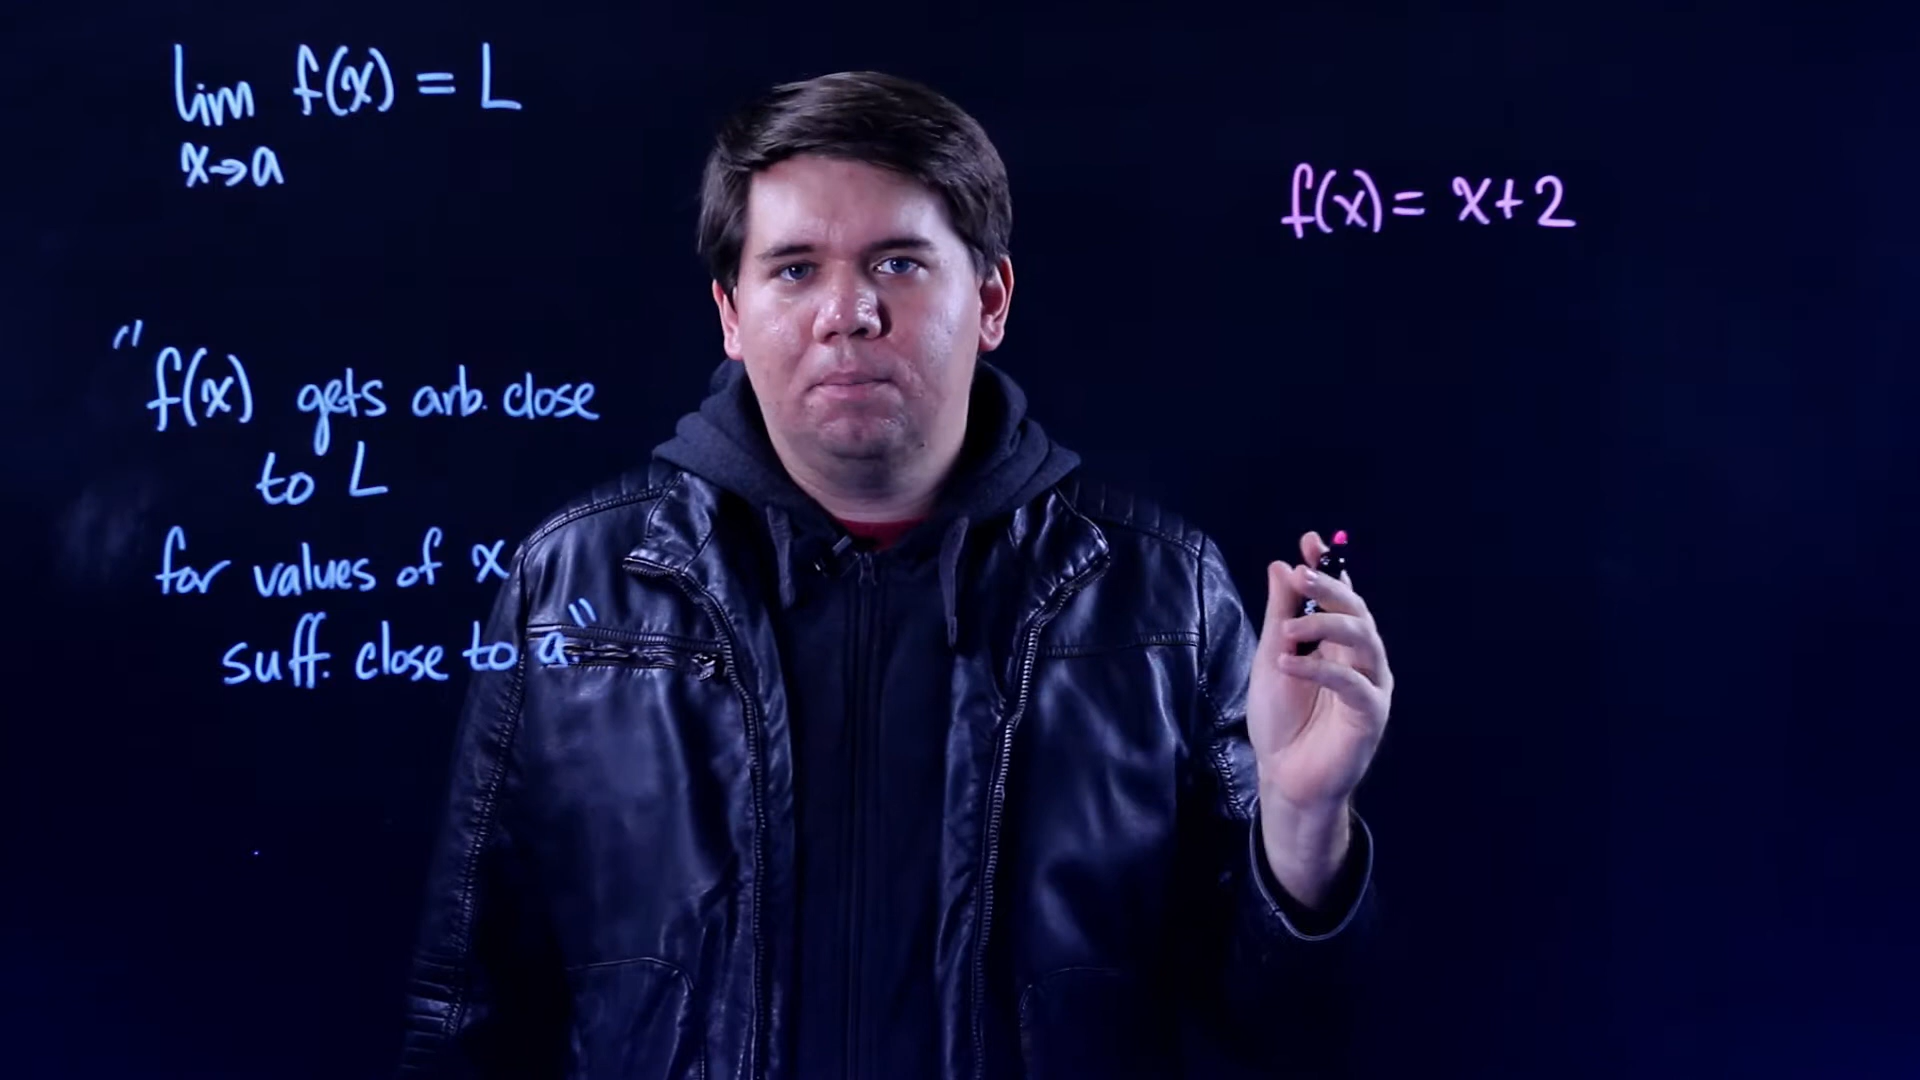 lim f(x) = L
x→a
"f(x) gets arb. close
to L
for values of x
suff. close to a."
f(x) = x+2